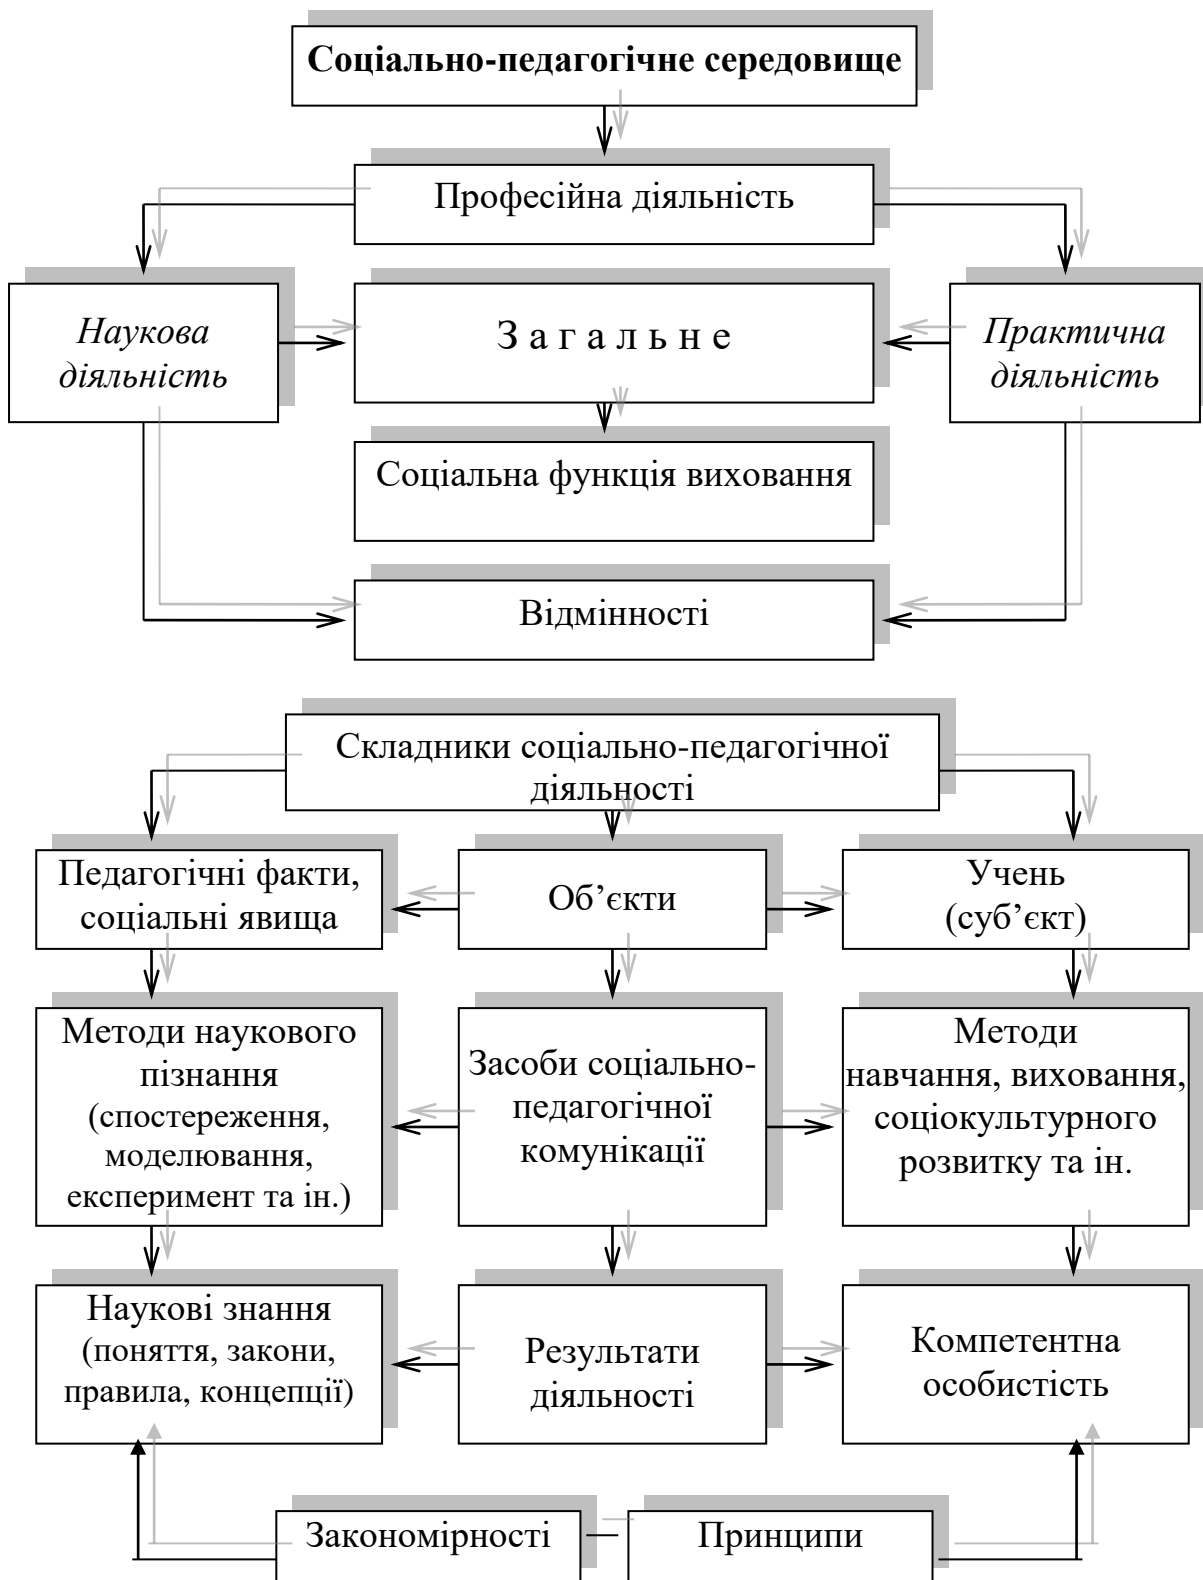 Соціально-педагогічне середовище
Професійна діяльність
Наукова
діяльність
З а г а л ь н е
Практична
діяльність
Соціальна функція виховання
Відмінності
Складники соціально-педагогічної
діяльності
Педагогічні факти,
соціальні явища
Об’єкти
Учень
(суб’єкт)
Методи наукового
пізнання
(спостереження,
моделювання,
експеримент та ін.)
Засоби соціально-
педагогічної
комунікації
Методи
навчання, виховання,
соціокультурного
розвитку та ін.
Наукові знання
(поняття, закони,
правила, концепції)
Результати
діяльності
Компетентна
особистість
Закономірності
Принципи